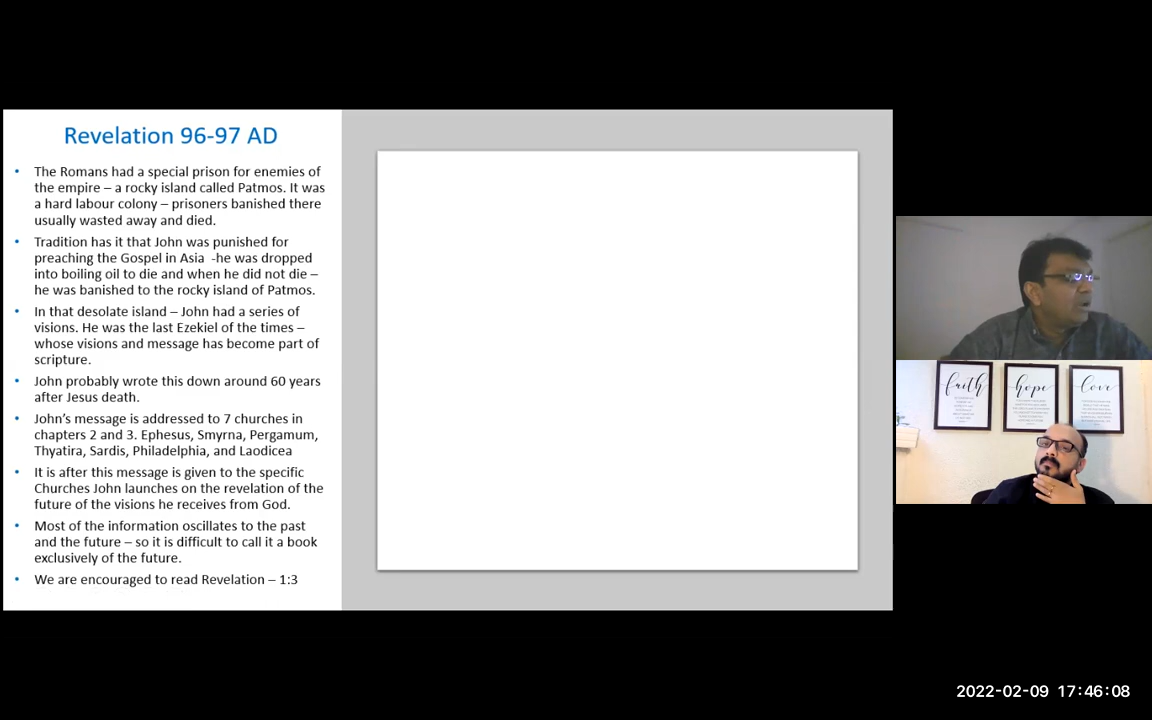 Revelation 96-97 AD
• The Romans had a special prison for enemies of
the empire – a rocky island called Patmos. It was
a hard labour colony – prisoners banished there
usually wasted away and died.
• Tradition has it that John was punished for
preaching the Gospel in Asia -he was dropped
into boiling oil to die and when he did not die –
he was banished to the rocky island of Patmos.
• In that desolate island – John had a series of
visions. He was the last Ezekiel of the times –
whose visions and message has become part of
scripture.
• John probably wrote this down around 60 years
after Jesus death.
• John’s message is addressed to 7 churches in
chapters 2 and 3. Ephesus, Smyrna, Pergamum,
Thyatira, Sardis, Philadelphia, and Laodicea
• It is after this message is given to the specific
Churches John launches on the revelation of the
future of the visions he receives from God.
• Most of the information oscillates to the past
and the future – so it is difficult to call it a book
exclusively of the future.
• We are encouraged to read Revelation – 1:3
faith hope love
2022-02-09 17:46:08